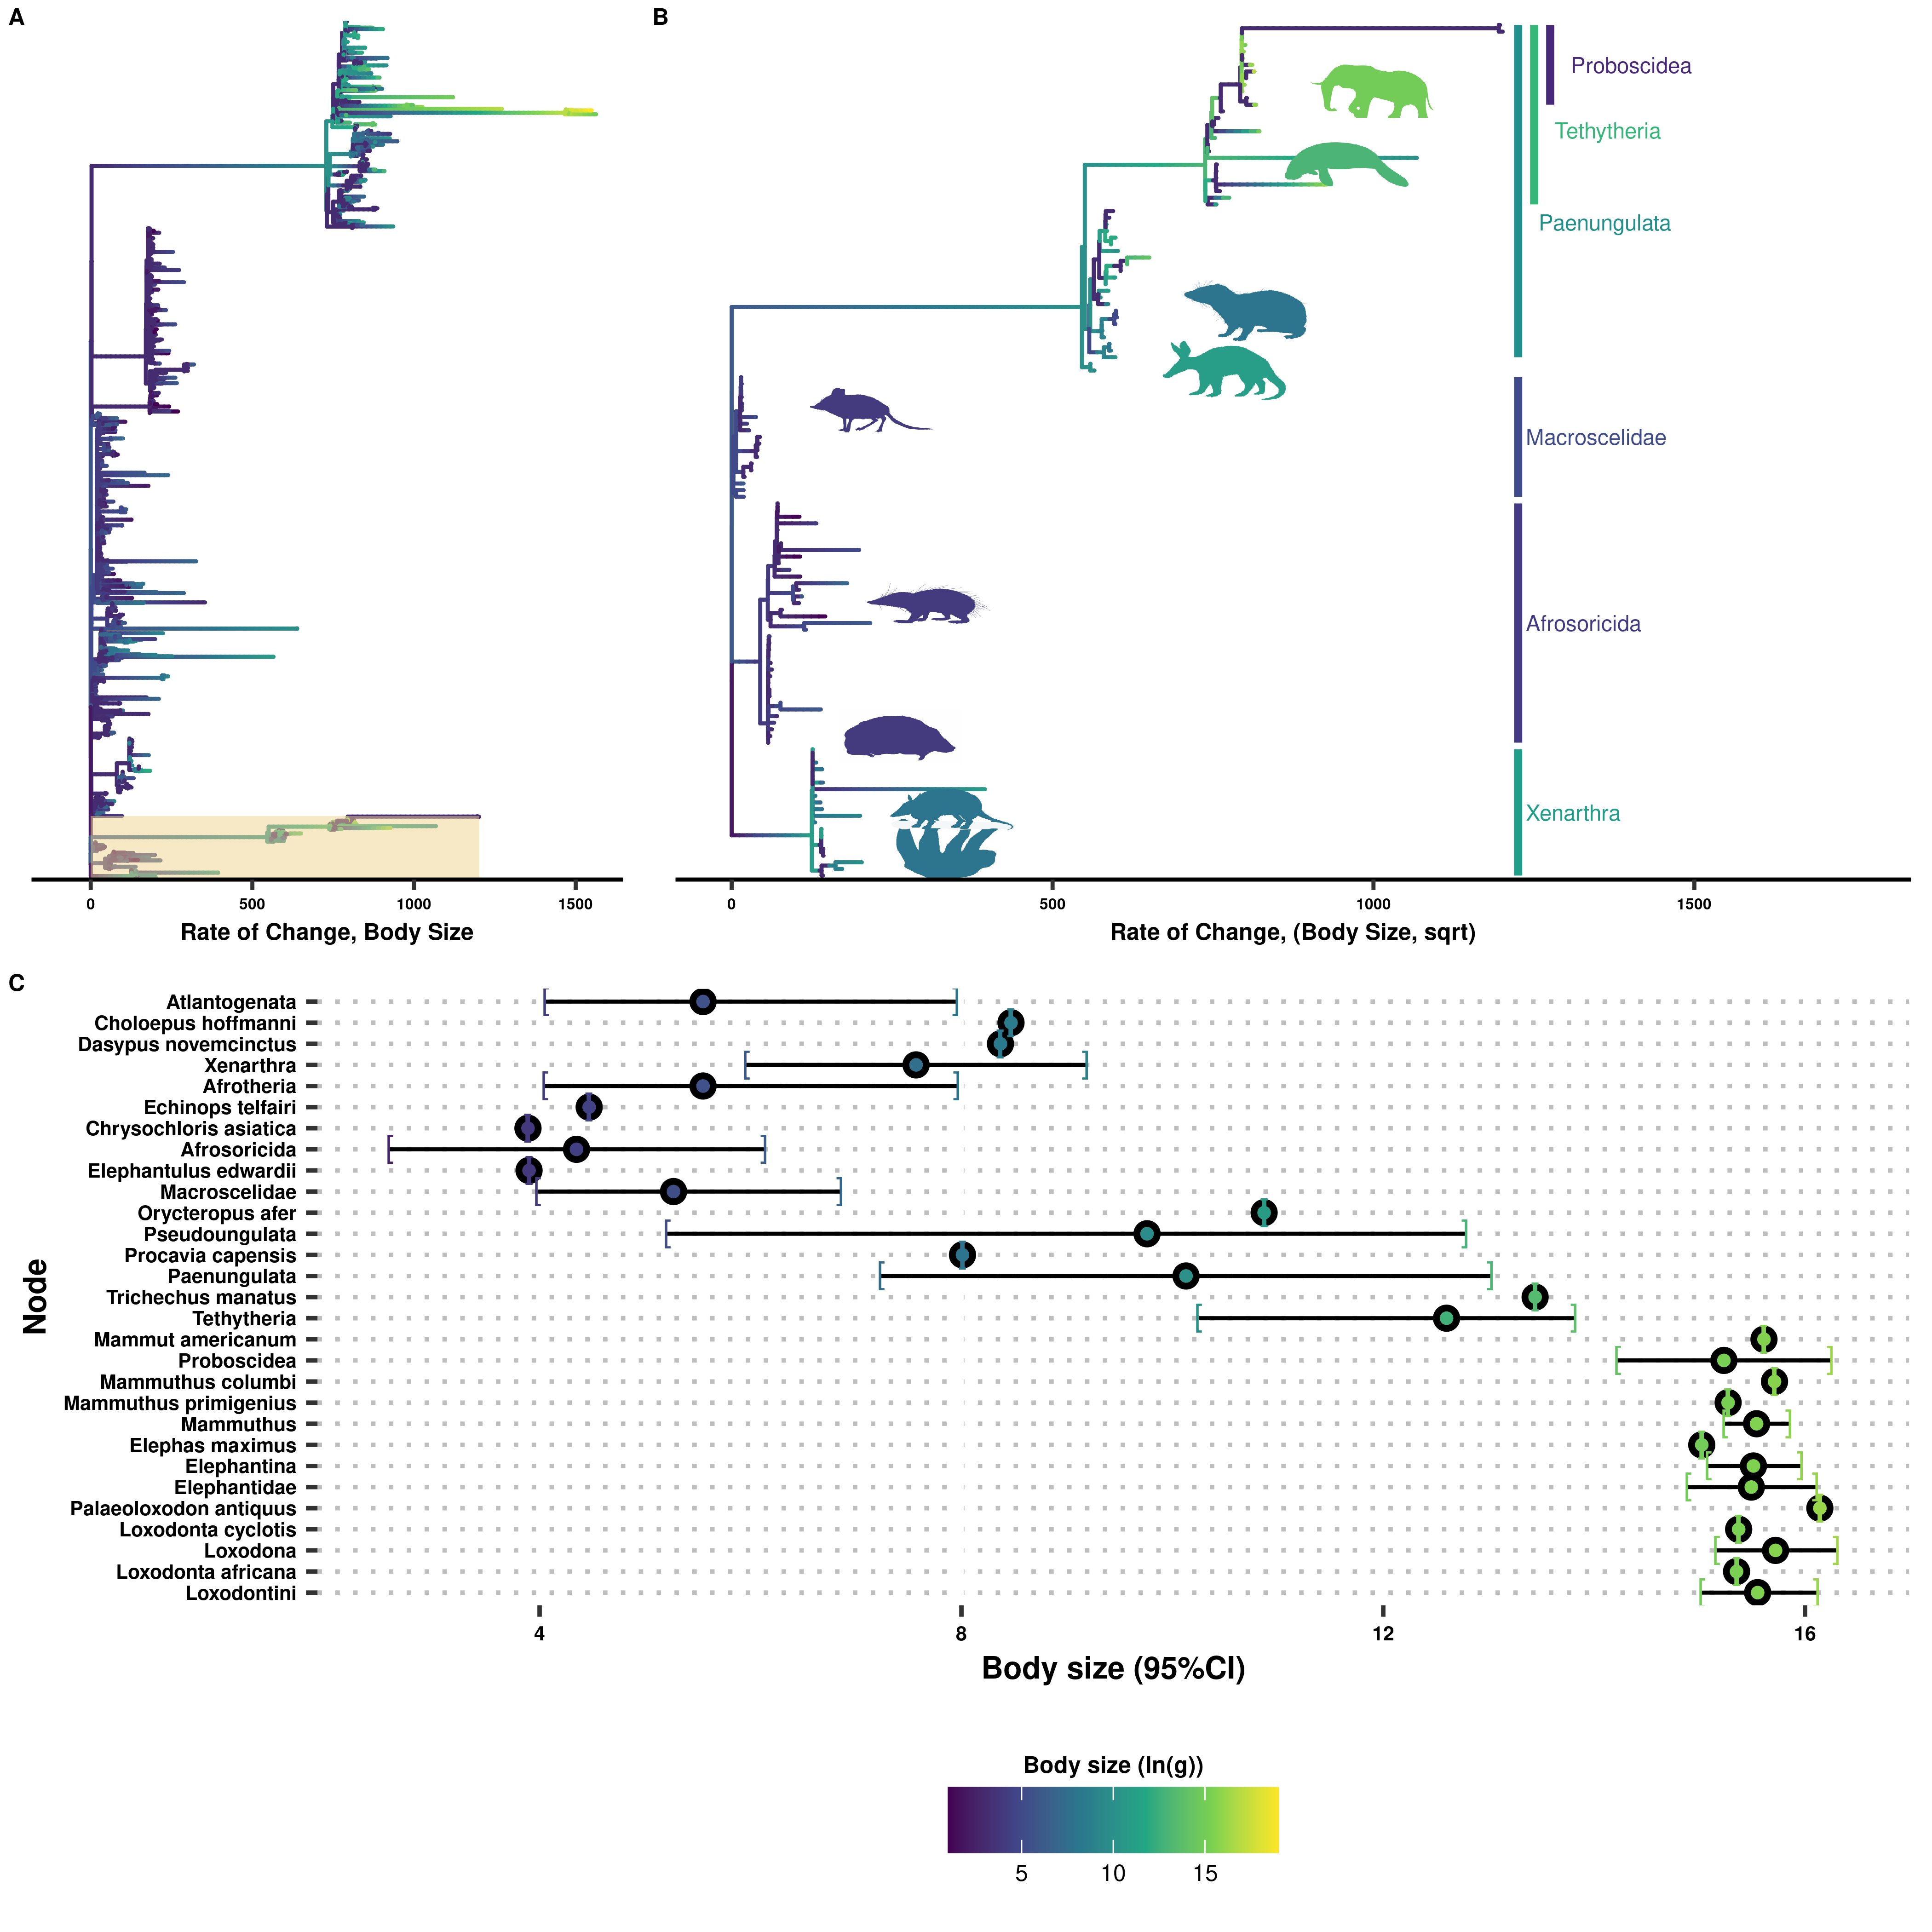 A
B
Proboscidea
Tethytheria
Paenungulata
Macroscelidae
Afrosoricida
Xenarthra
0 500 1000 1500
Rate of Change, Body Size
0 500 1000 1500
Rate of Change, (Body Size, sqrt)
C
Node
Atlantogenata
Choloepus hoffmanni
Dasypus novemcinctus
Xenarthra
Afrotheria
Echinops telfairi
Chrysochloris asiatica
Afrosoricida
Elephantulus edwardii
Macroscelidae
Orycteropus afer
Pseudoungulata
Procavia capensis
Paenungulata
Trichechus manatus
Tethytheria
Mammut americanum
Proboscidea
Mammuthus columbi
Mammuthus primigenius
Mammuthus
Elephas maximus
Elephantina
Elephantidae
Palaeoloxodon antiquus
Loxodonta cyclotis
Loxodona
Loxodonta africana
Loxodontini
4 8 12 16
Body size (95%CI)
Body size (ln(g))
5 10 15